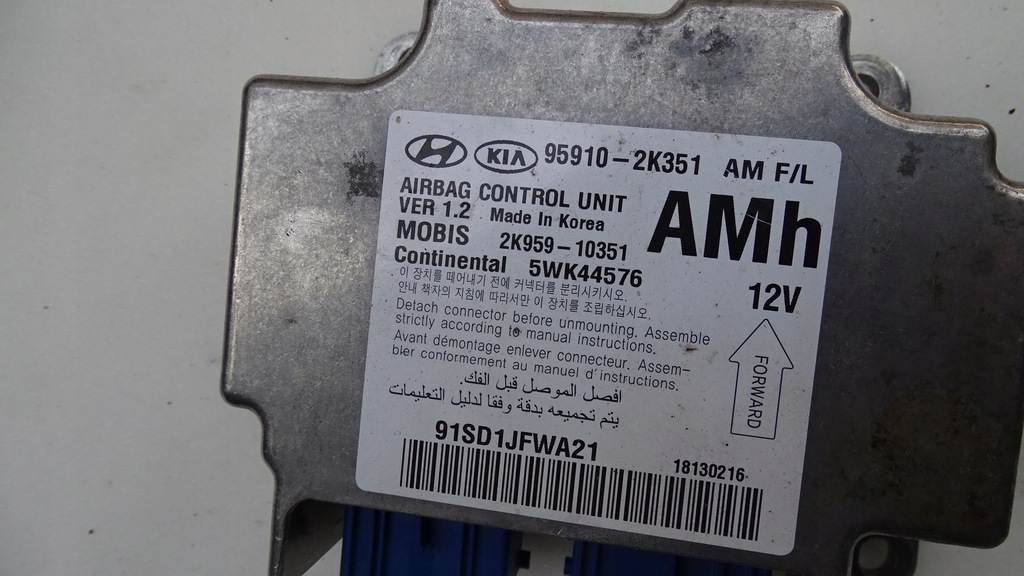 H KIA 95910-2K351 AM F/L
AIRBAG CONTROL UNIT
VER 1.2 Made In Korea
AMh
MOBIS 2K959-10351
Continental 5WK44576
12V
이 장치를 떼어내기 전에 커넥터를 분리시키시오.
안내 책자의 지침에 따라서만 이 장치를 조립하십시오.
Detach connector before unmounting. Assemble
strictly according to manual instructions.
Avant démontage enlever connecteur. Assem-
bler conformement au manuel d'instructions.
FORWARD
افصل الموصل قبل الفك.
يتم تجميعه بدقة وفقا لدليل التعليمات
91SD1JFWA21
18130216